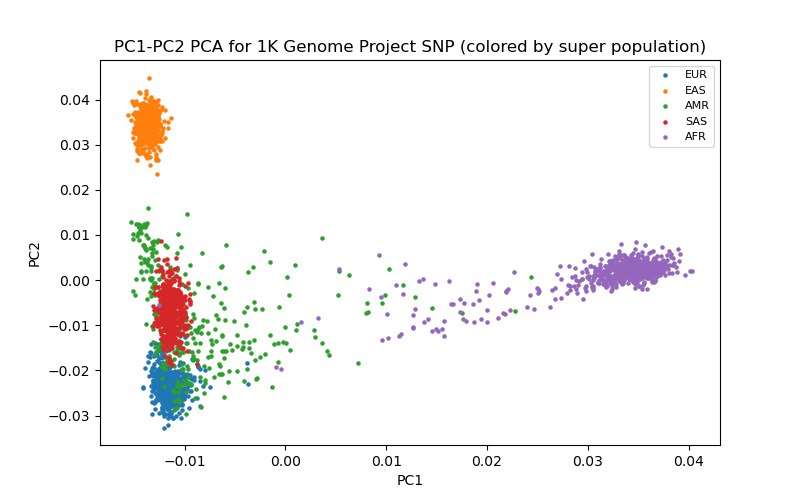 PC1-PC2 PCA for 1K Genome Project SNP (colored by super population)
EUR
EAS
AMR
SAS
AFR
0.04
0.03
0.02
0.01
0.00
−0.01
−0.02
−0.03
PC2
−0.01
0.00
0.01
0.02
0.03
0.04
PC1